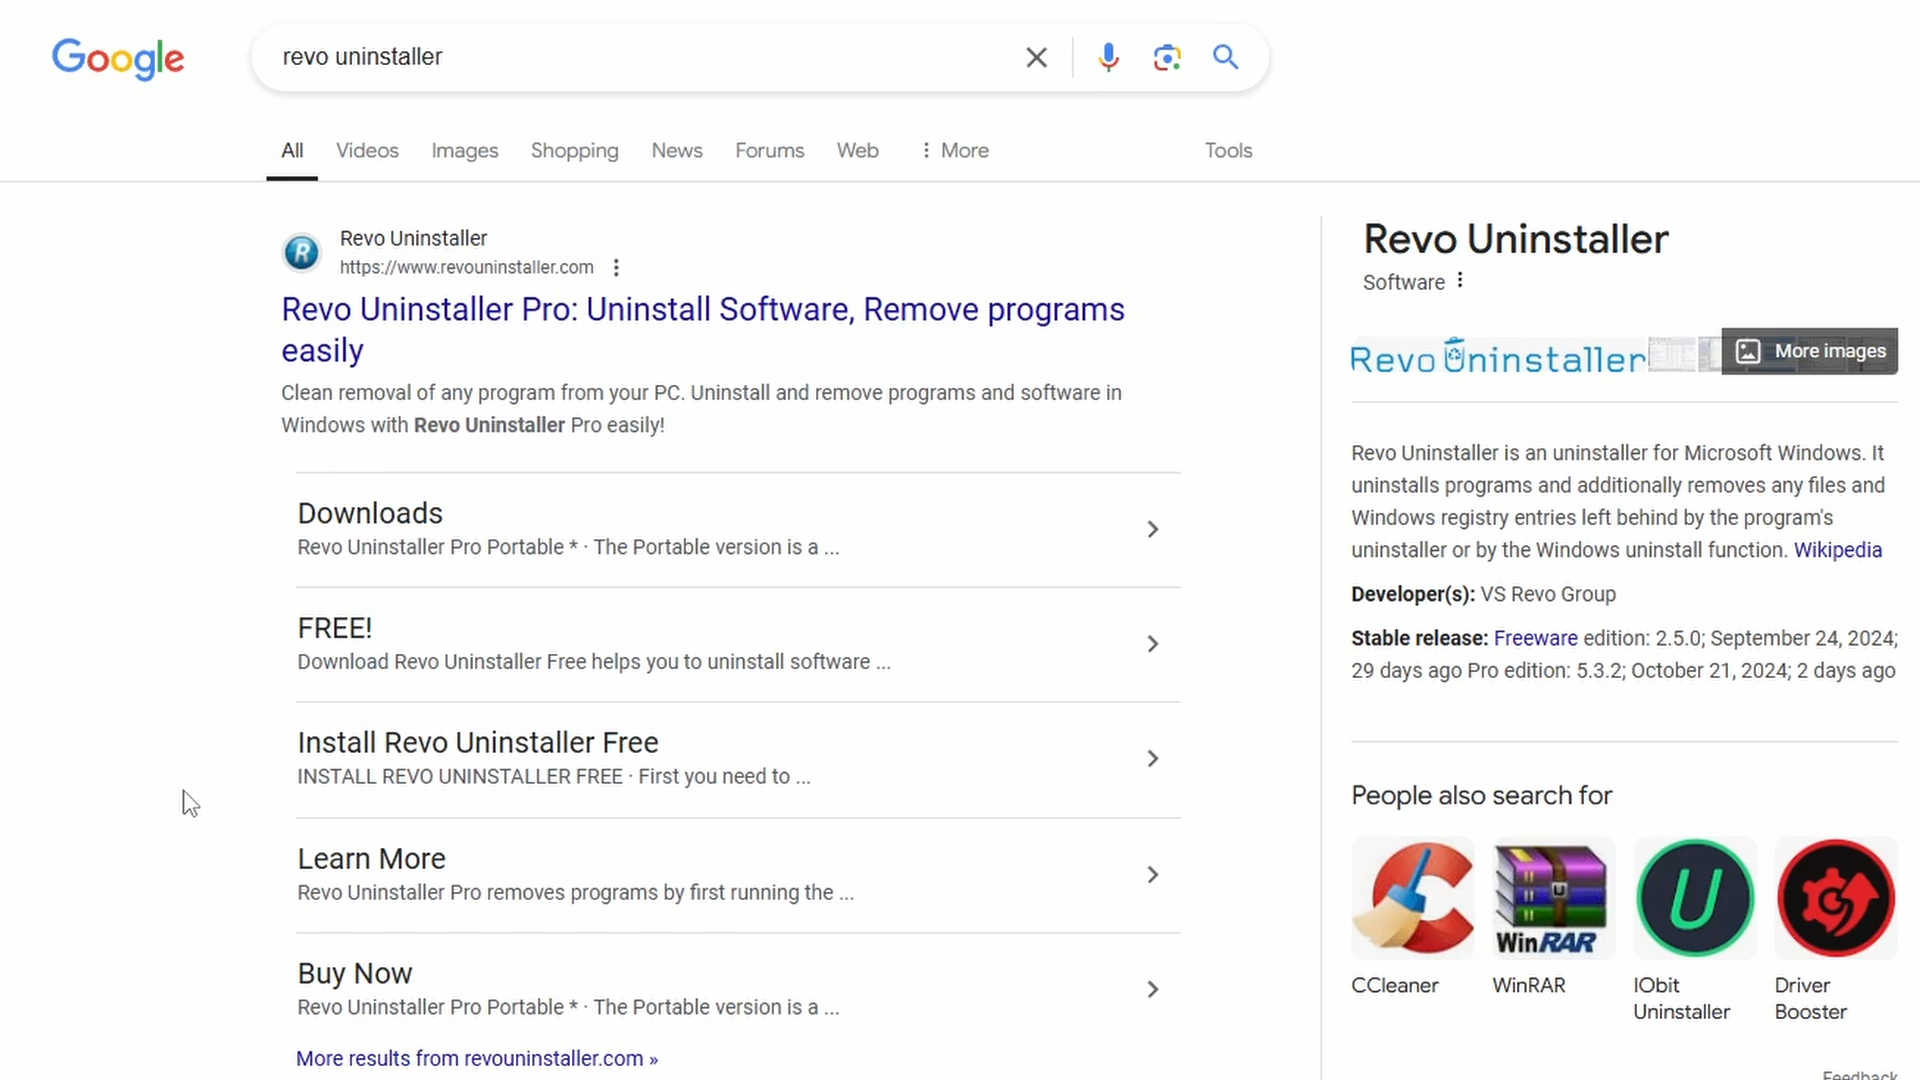 Google
revo uninstaller
All Videos Images Shopping News Forums Web More Tools
R
Revo Uninstaller
https://www.revouninstaller.com
Revo Uninstaller Pro: Uninstall Software, Remove programs
easily
Clean removal of any program from your PC. Uninstall and remove programs and software in
Windows with Revo Uninstaller Pro easily!
Downloads
Revo Uninstaller Pro Portable * · The Portable version is a ...
FREE!
Download Revo Uninstaller Free helps you to uninstall software ...
Install Revo Uninstaller Free
INSTALL REVO UNINSTALLER FREE · First you need to ...
Learn More
Revo Uninstaller Pro removes programs by first running the ...
Buy Now
Revo Uninstaller Pro Portable * · The Portable version is a ...
More results from revouninstaller.com »
Revo Uninstaller
Software
Revo Uninstaller
More images
Revo Uninstaller is an uninstaller for Microsoft Windows. It
uninstalls programs and additionally removes any files and
Windows registry entries left behind by the program's
uninstaller or by the Windows uninstall function. Wikipedia
Developer(s): VS Revo Group
Stable release: Freeware edition: 2.5.0; September 24, 2024;
29 days ago Pro edition: 5.3.2; October 21, 2024; 2 days ago
People also search for
WinRAR
U
CCleaner
WinRAR
IObit
Uninstaller
Driver
Booster
Feedback